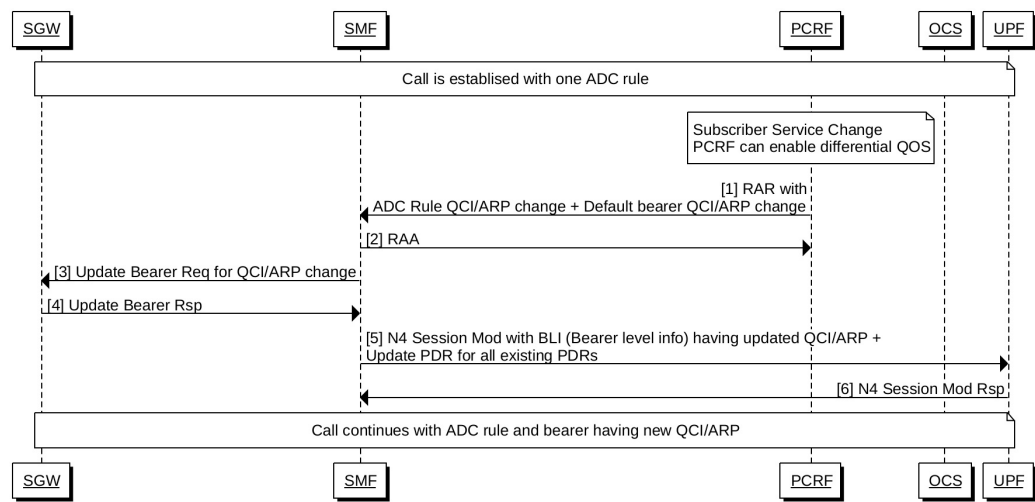 SGW SMF PCRF OCS UPF
Call is establised with one ADC rule
Subscriber Service Change
PCRF can enable differential QOS
[1] RAR with
ADC Rule QCI/ARP change + Default bearer QCI/ARP change
[2] RAA
[3] Update Bearer Req for QCI/ARP change
[4] Update Bearer Rsp
[5] N4 Session Mod with BLI (Bearer level info) having updated QCI/ARP +
Update PDR for all existing PDRs
[6] N4 Session Mod Rsp
Call continues with ADC rule and bearer having new QCI/ARP
SGW SMF PCRF OCS UPF